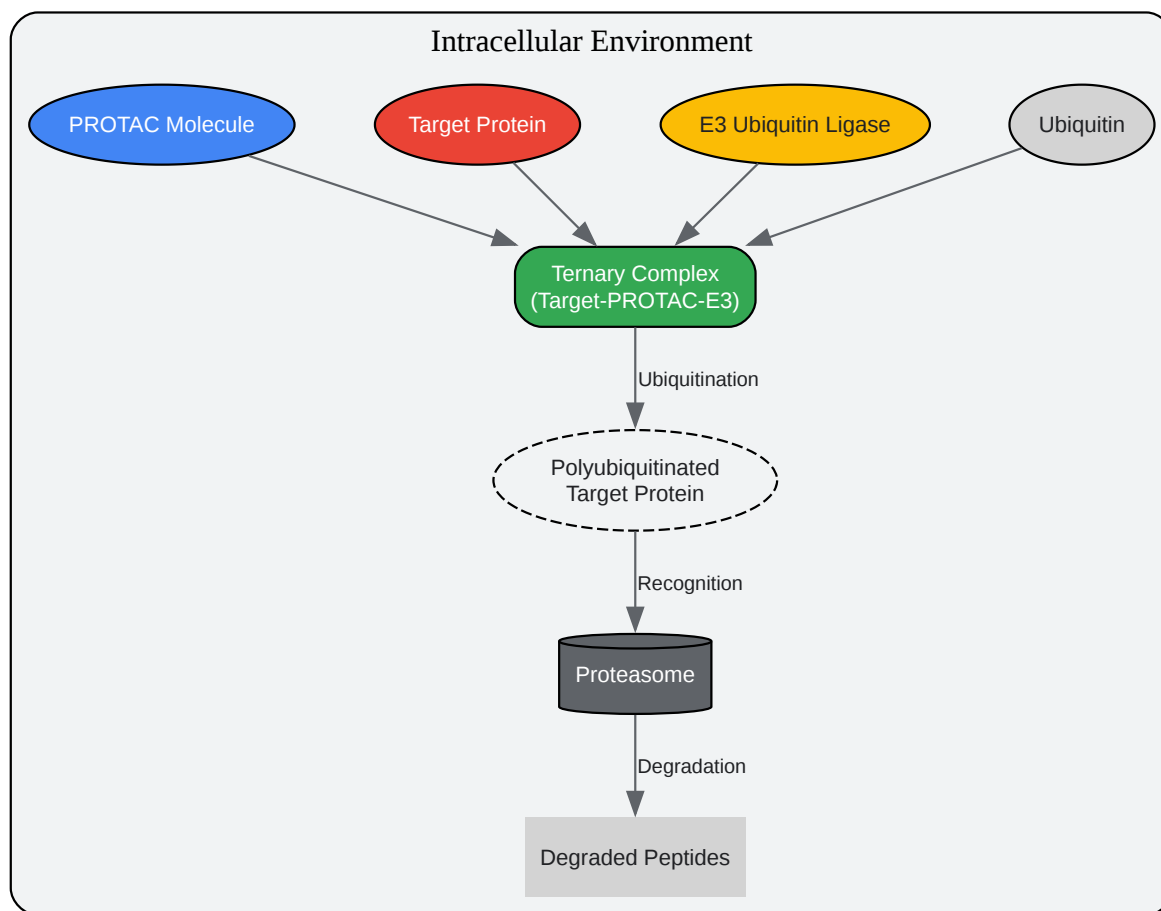 Intracellular Environment
PROTAC Molecule
Target Protein
E3 Ubiquitin Ligase
Ubiquitin
Ternary Complex
(Target-PROTAC-E3)
Ubiquitination
Polyubiquitinated
Target Protein
Recognition
Proteasome
Degradation
Degraded Peptides